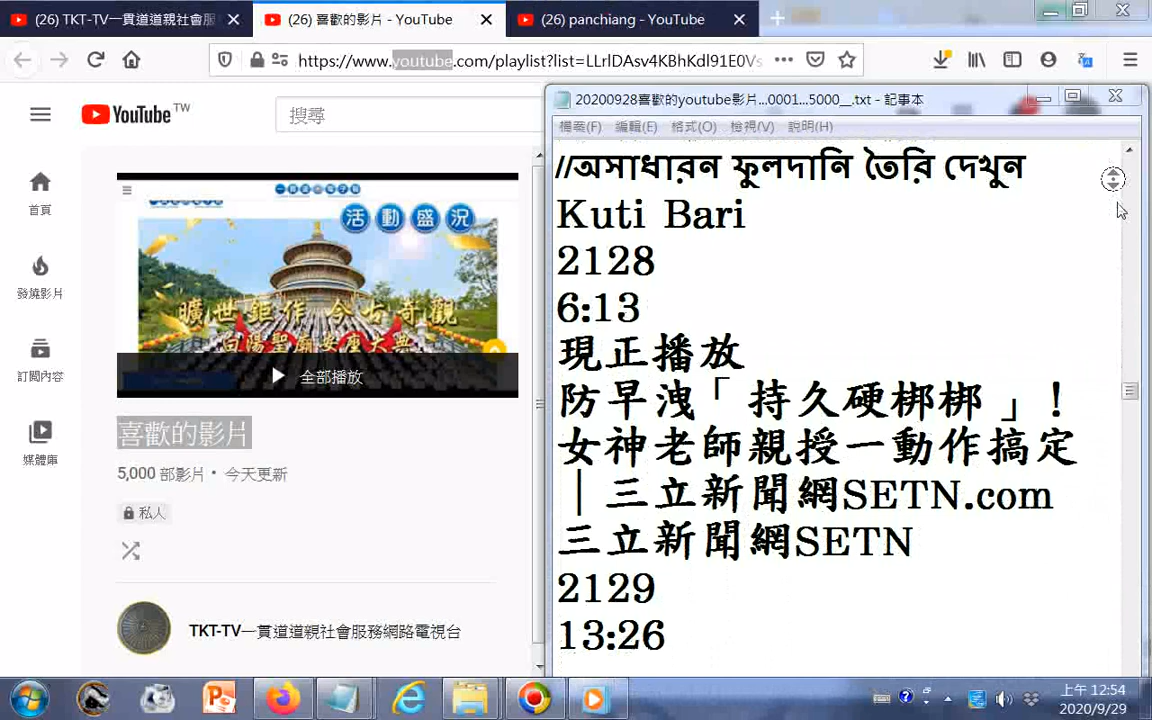 (26) TKT-TV一貫道道親社會服
(26) 喜歡的影片 - YouTube
(26) panchiang - YouTube
https://www.youtube.com/playlist?list=LLrlDAsv4KBhKdl91E0Vs
YouTube TW
搜尋
首頁
發燒影片
訂閱內容
媒體庫
活動盛況
曠世鉅作 今古奇觀
白陽聖廟安座大典
全部播放
喜歡的影片
5,000 部影片 • 今天更新
私人
TKT-TV一貫道道親社會服務網路電視台
20200928喜歡的youtube影片...0001...5000__.txt - 記事本
檔案(F) 編輯(E) 格式(O) 檢視(V) 說明(H)
//অসাধারন ফুলদানি তৈরি দেখুন
Kuti Bari
2128
6:13
現正播放
防早洩「 持久硬梆梆 」！
女神老師親授一動作搞定
｜三立新聞網SETN.com
三立新聞網SETN
2129
13:26
上午 12:54
2020/9/29